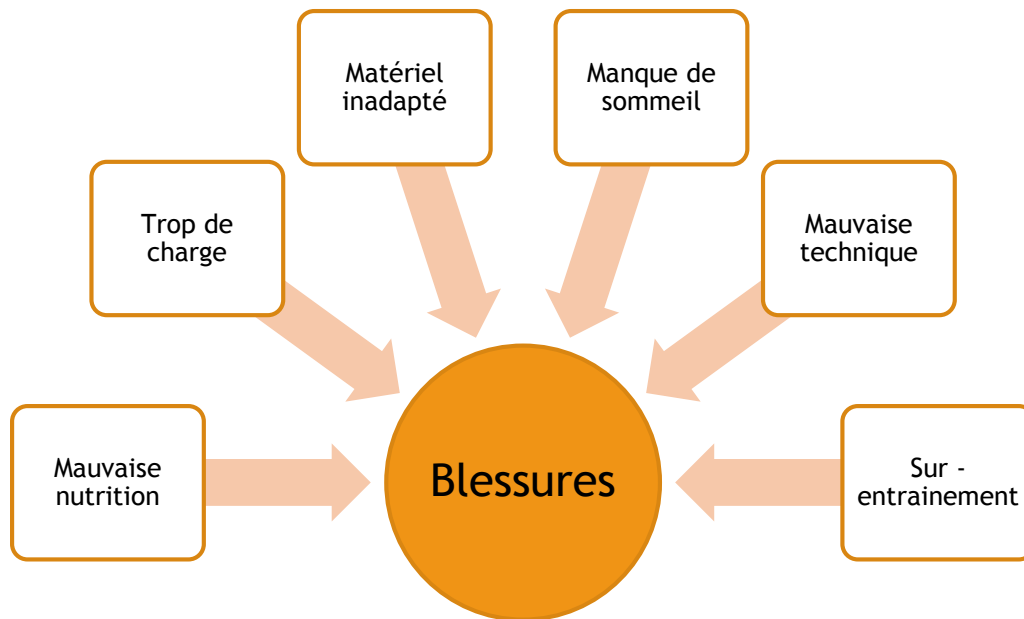 Matériel
inadapté
Manque de
sommeil
Trop de
charge
Mauvaise
technique
Mauvaise
nutrition
Blessures
Sur -
entrainement